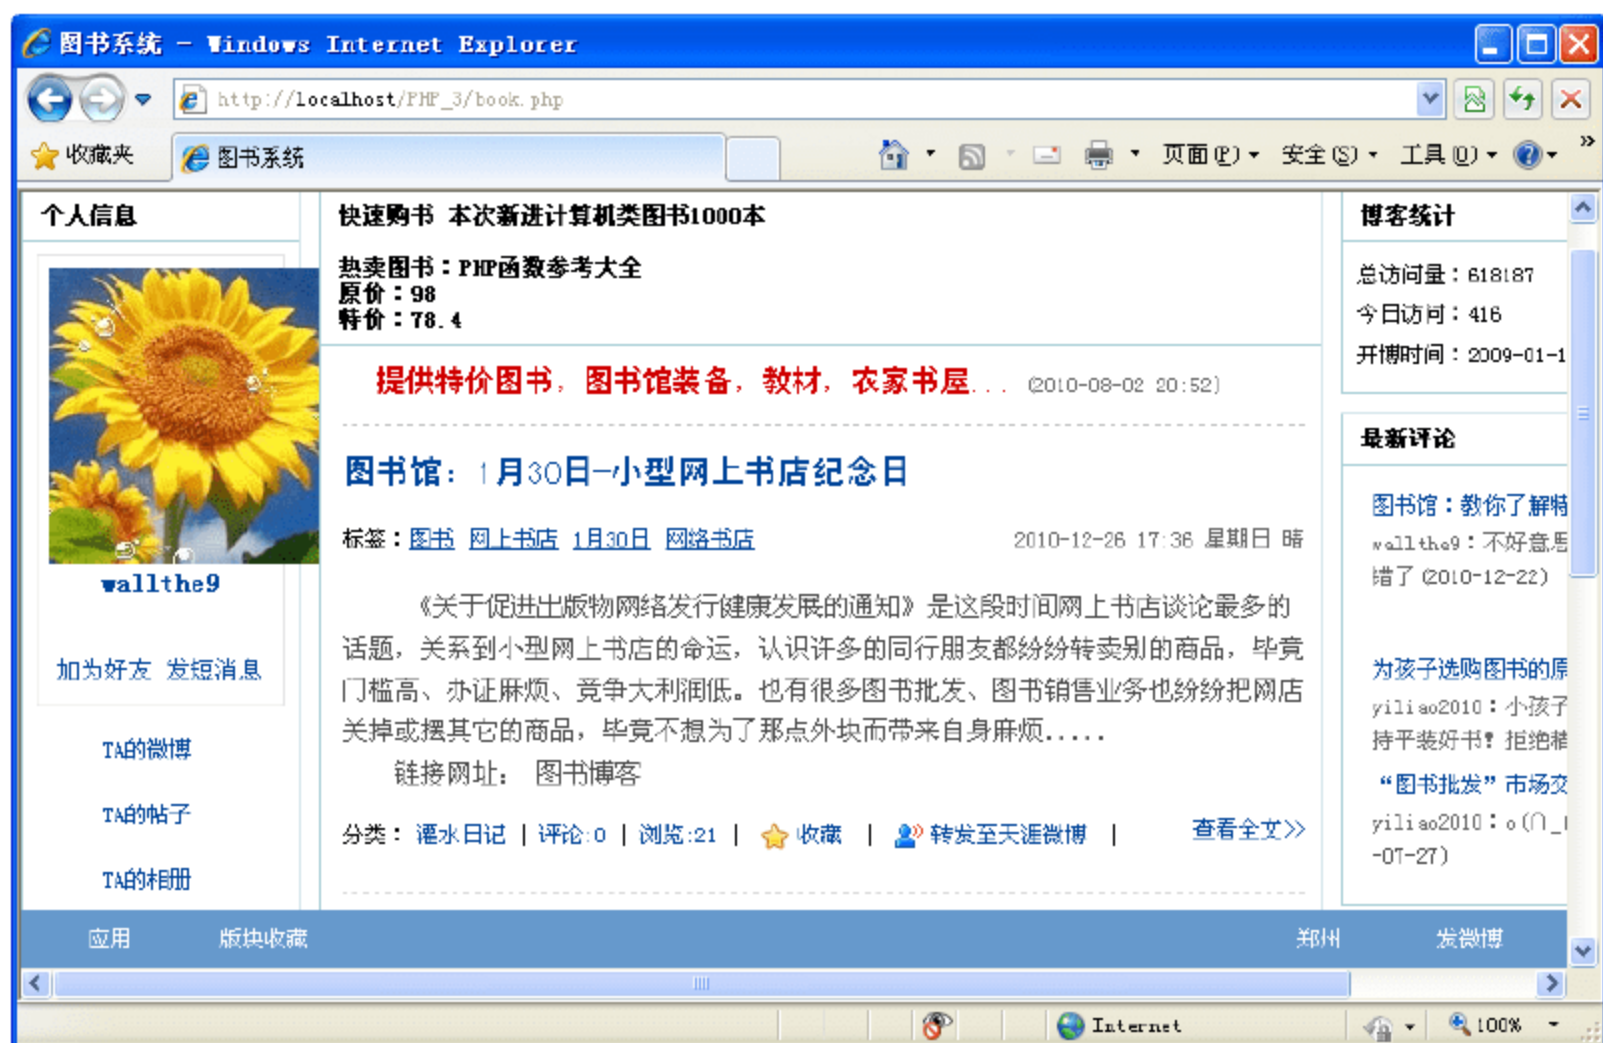 图书系统 - Windows Internet Explorer
http://localhost/PHP_3/book.php
收藏夹
图书系统
页面(P) 安全(S) 工具(O)
个人信息
wallthe9
加为好友 发短消息
TA的微博
TA的帖子
TA的相册
快速购书 本次新进计算机类图书1000本
热卖图书：PHP函数参考大全
原价：98
特价：78.4
提供特价图书，图书馆装备，教材，农家书屋... (2010-08-02 20:52)
图书馆：1月30日-小型网上书店纪念日
标签：图书 网上书店 1月30日 网络书店 2010-12-26 17:36 星期日 晴
《关于促进出版物网络发行健康发展的通知》是这段时间网上书店谈论最多的
话题，关系到小型网上书店的命运，认识许多的同行朋友都纷纷转卖别的商品，毕竟
门槛高、办证麻烦、竞争大利润低。也有很多图书批发、图书销售业务也纷纷把网店
关掉或摆其它的商品，毕竟不想为了那点外块而带来自身麻烦.....
链接网址： 图书博客
分类： 灌水日记 | 评论:0 | 浏览:21 | 收藏 | 转发至天涯微博 | 查看全文>>
博客统计
总访问量：618187
今日访问：416
开博时间：2009-01-1
最新评论
图书馆：教你了解特
wallthe9：不好意思
错了(2010-12-22)
为孩子选购图书的原
yiliao2010：小孩子
持平装好书! 拒绝精
“图书批发”市场交
yiliao2010：o(∩_
-07-27)
应用 版块收藏 郑州 发微博
Internet 100%